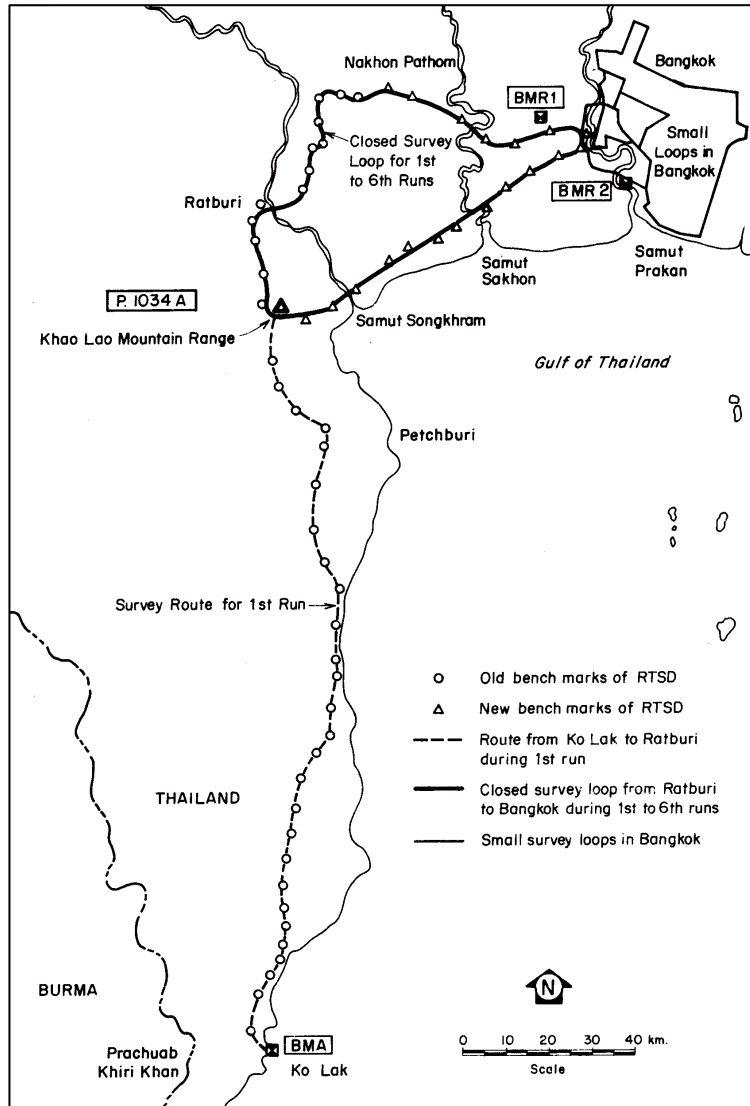 Nakhon Pathom
Bangkok
BMR1
Closed Survey
Loop for 1st
to 6th Runs
Small
Loops in
Bangkok
BMR 2
Ratburi
Samut
Prakan
Samut
Sakhon
P. 1034 A
Samut Songkhram
Khao Lao Mountain Range
Gulf of Thailand
Petchburi
Survey Route for 1st Run
Old bench marks of RTSD
New bench marks of RTSD
Route from Ko Lak to Ratburi
during 1st run
Closed survey loop from Ratburi
to Bangkok during 1st to 6th runs
Small survey loops in Bangkok
THAILAND
BURMA
N
Prachuab
Khiri Khan
BMA
Ko Lak
0 10 20 30 40 km.
Scale